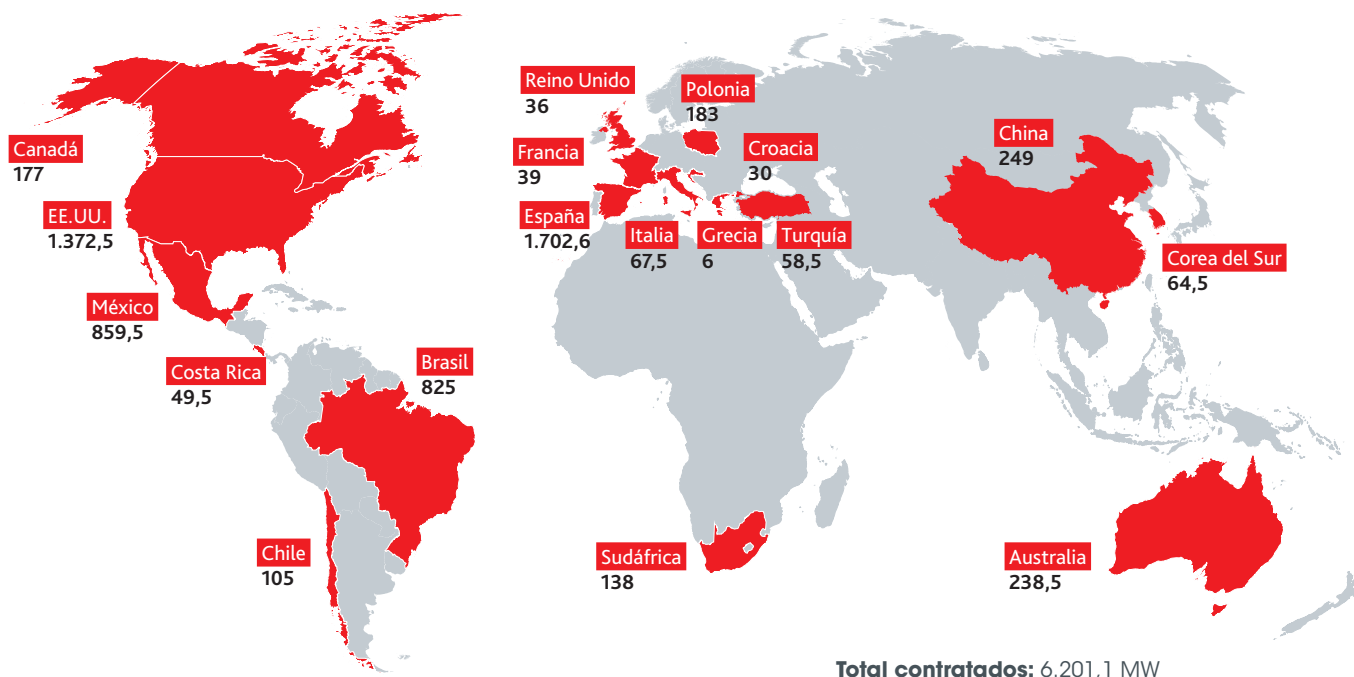 Reino Unido
36
Polonia
183
Canadá
177
Francia
39
Croacia
30
China
249
EE.UU.
1.372,5
España
1.702,6
Italia
67,5
Grecia
6
Turquía
58,5
Corea del Sur
64,5
México
859,5
Costa Rica
49,5
Brasil
825
Chile
105
Sudáfrica
138
Australia
238,5
Total contratados: 6.201,1 MW